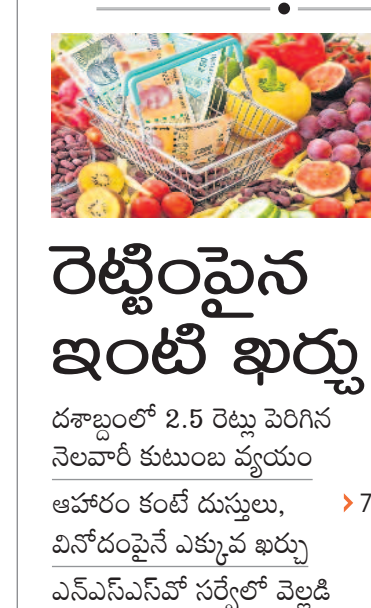 రెట్టింపైన
ఇంటి ఖర్చు
దశాబ్దంలో 2.5 రెట్లు పెరిగిన
నెలవారీ కుటుంబ వ్యయం
ఆహారం కంటే దుస్తులు,
వినోదంపైనే ఎక్కువ ఖర్చు
> 7
ఎన్ఎస్ఎస్‌వో సర్వేలో వెల్లడి